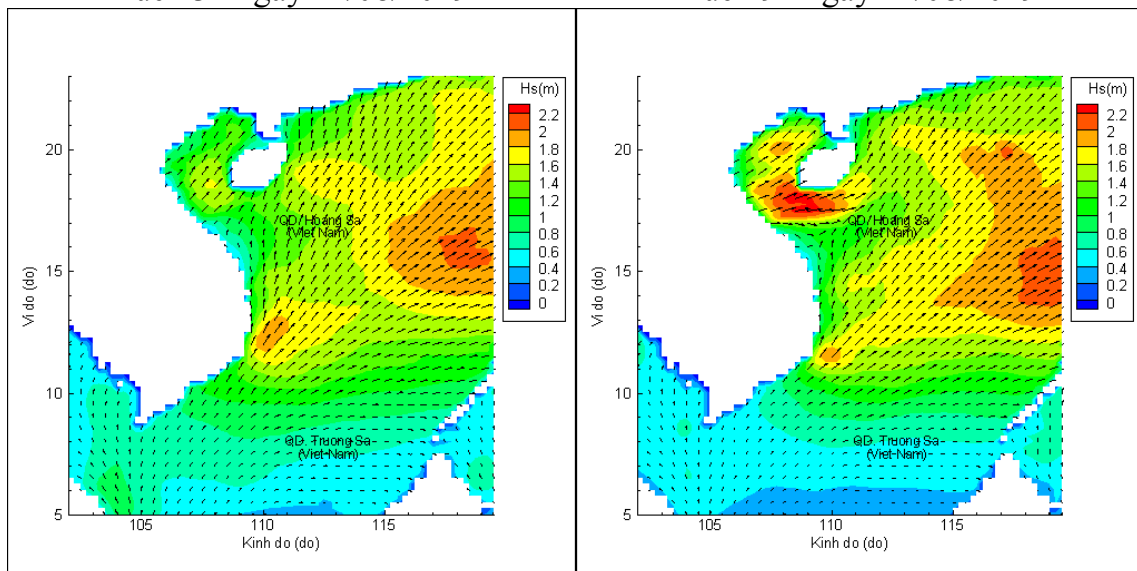 Hs(m)
2.2
2
1.8
1.6
1.4
1.2
1
0.8
0.6
0.4
0.2
0
20
15
10
5
Vi do (do)
QD. Hoang Sa
(Viet Nam)
QD. Truong Sa
(Viet-Nam)
105
110
115
Kinh do (do)
Hs(m)
2.2
2
1.8
1.6
1.4
1.2
1
0.8
0.6
0.4
0.2
0
20
15
10
5
Vi do (do)
QD. Hoang Sa
(Viet Nam)
QD. Truong Sa
(Viet-Nam)
105
110
115
Kinh do (do)